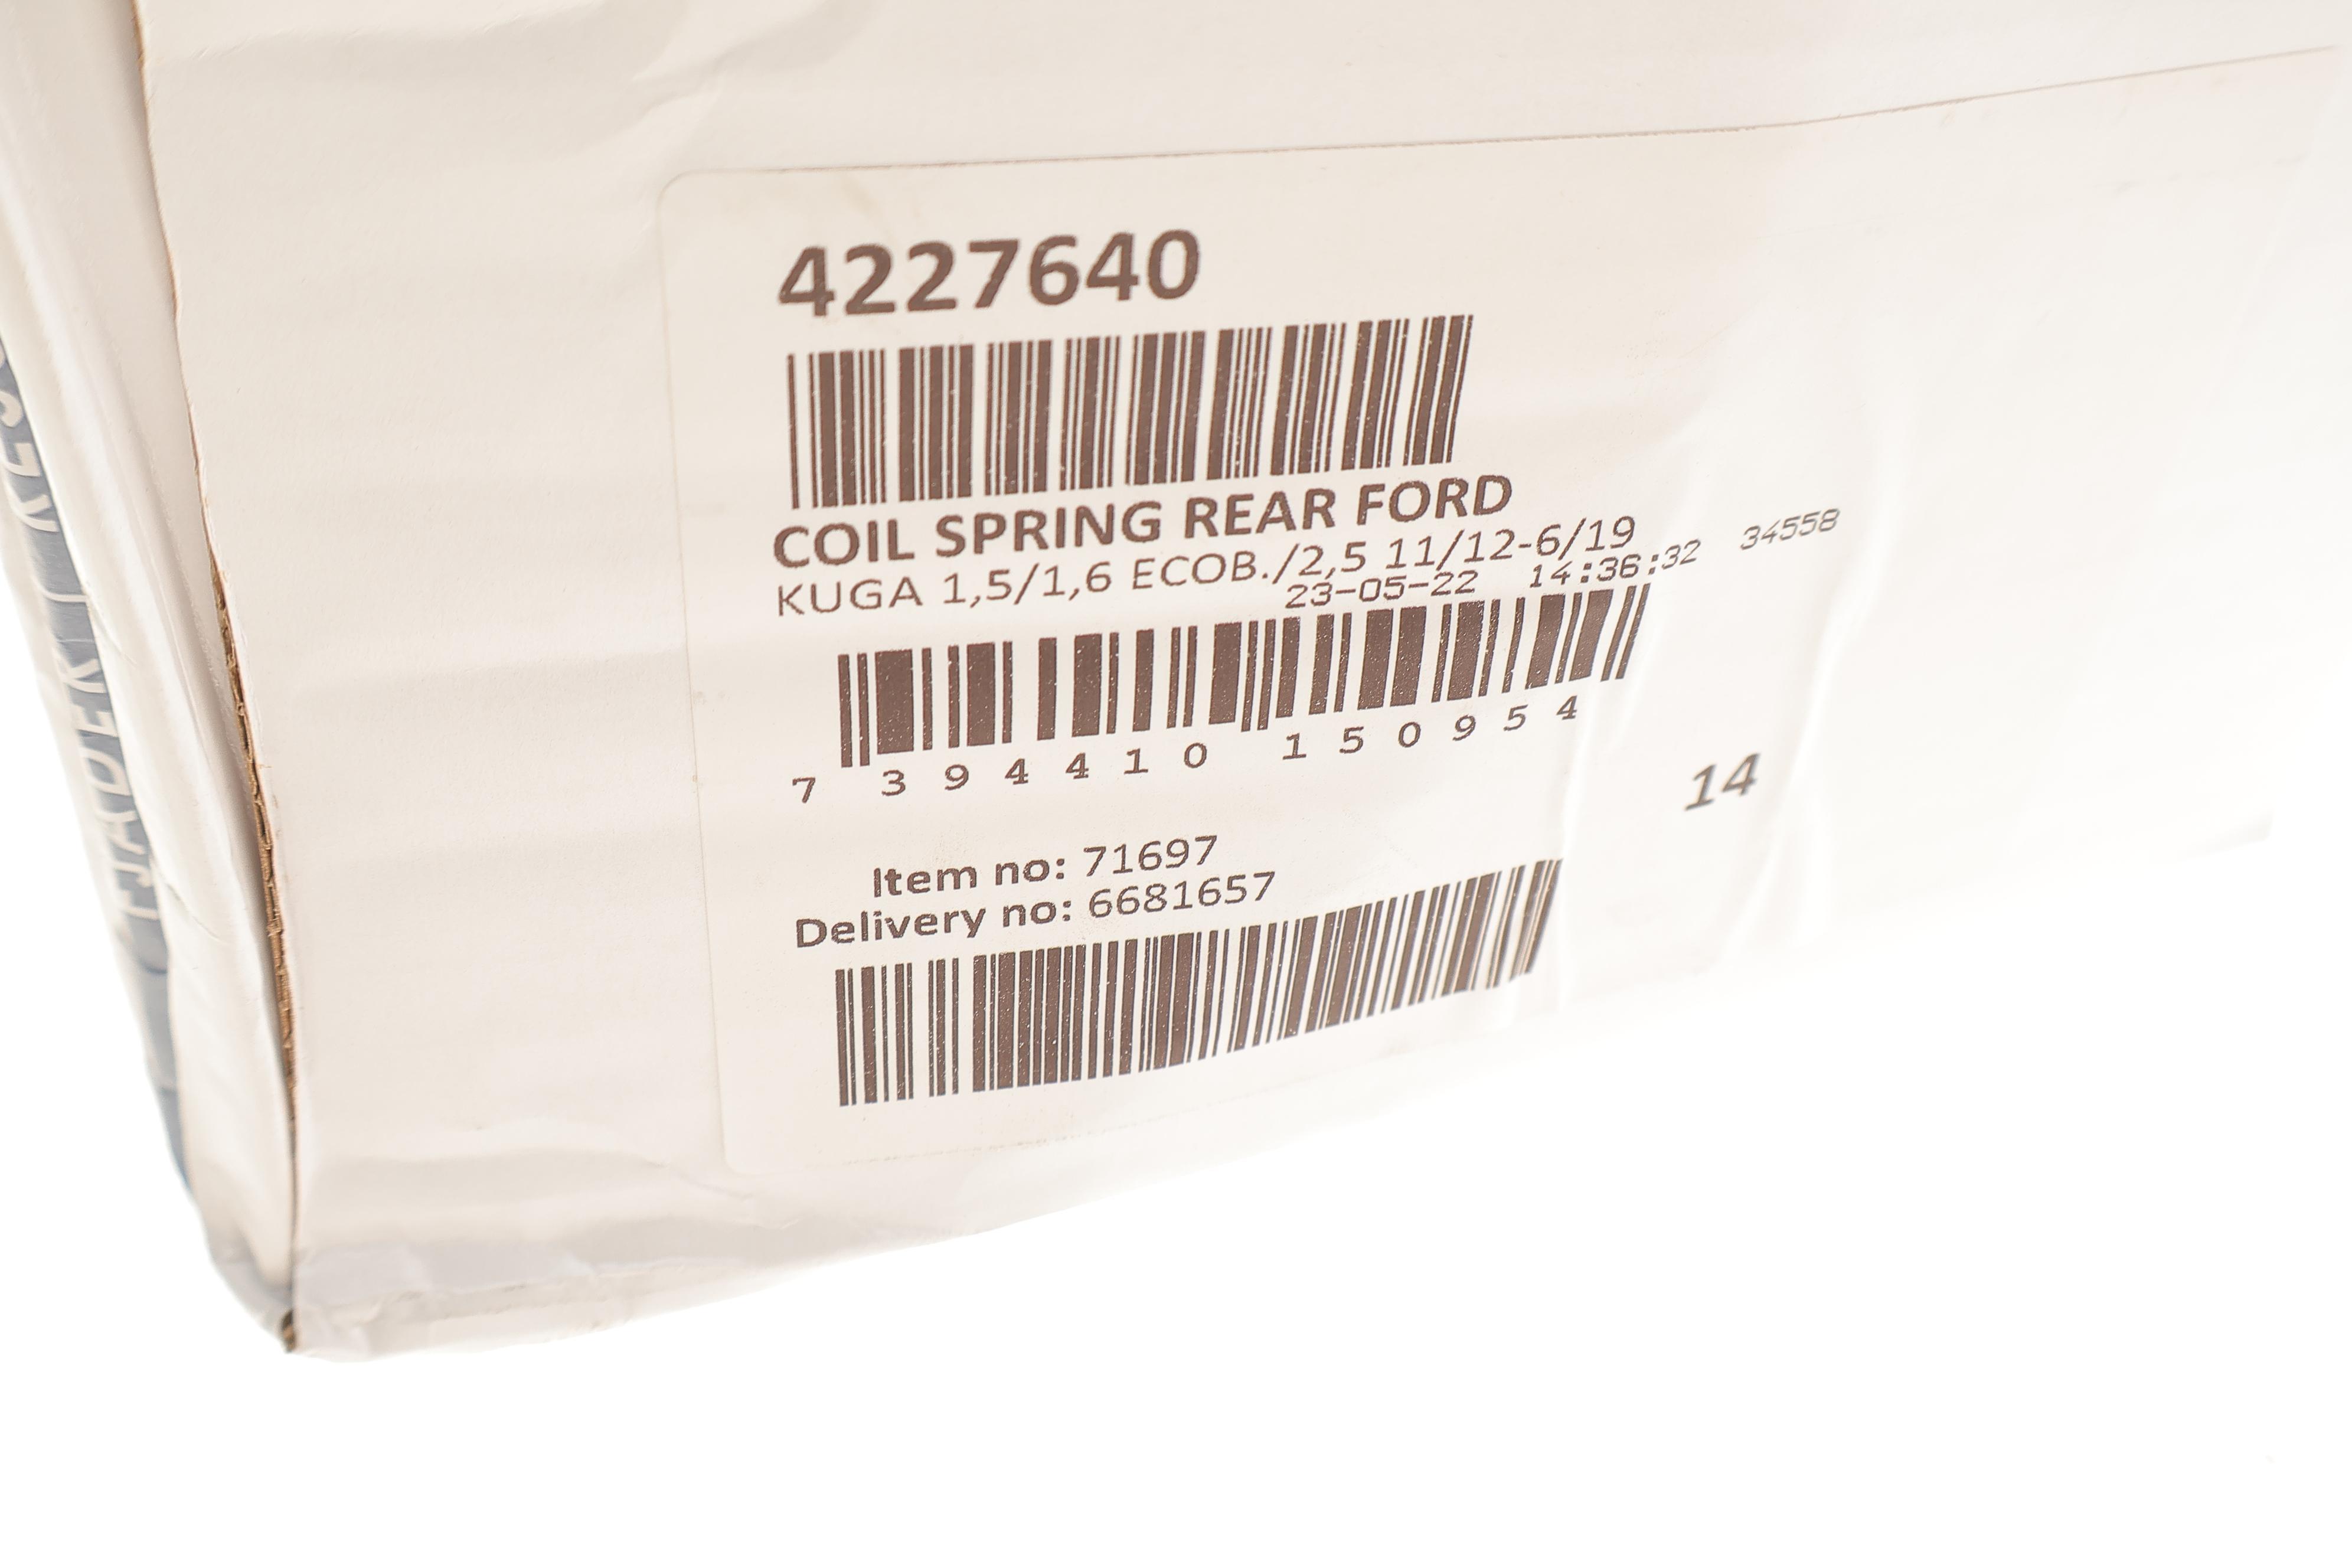 4227640
COIL SPRING REAR FORD
KUGA 1,5/1,6 ECOB./2,5 11/12-6/19
23-05-22 14:36:32 34558
7 394410 150954
14
Item no: 71697
Delivery no: 6681657